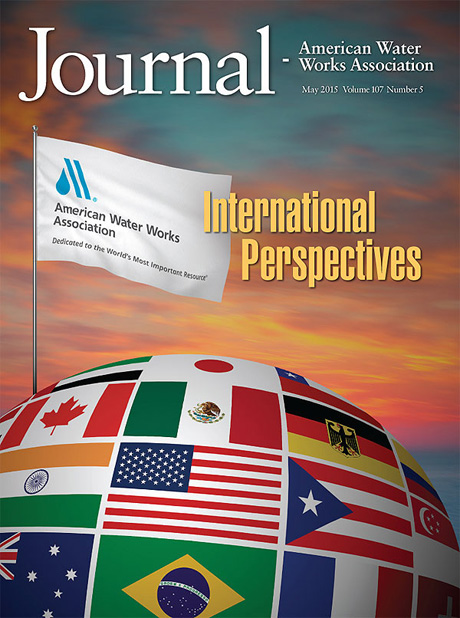 Journal -
American Water
Works Association
May 2015 Volume 107 Number 5
American Water Works
Association
Dedicated to the World's Most Important Resource®
International
Perspectives